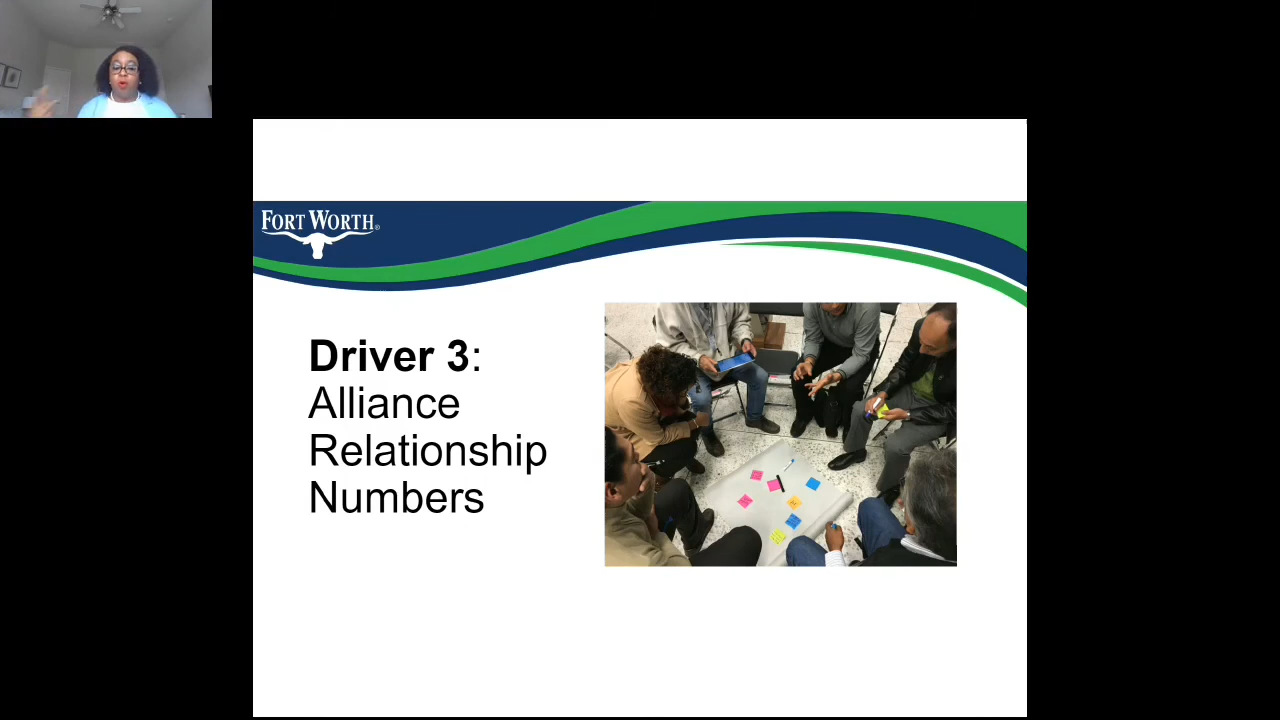 FORT WORTH®
Driver 3:
Alliance
Relationship
Numbers